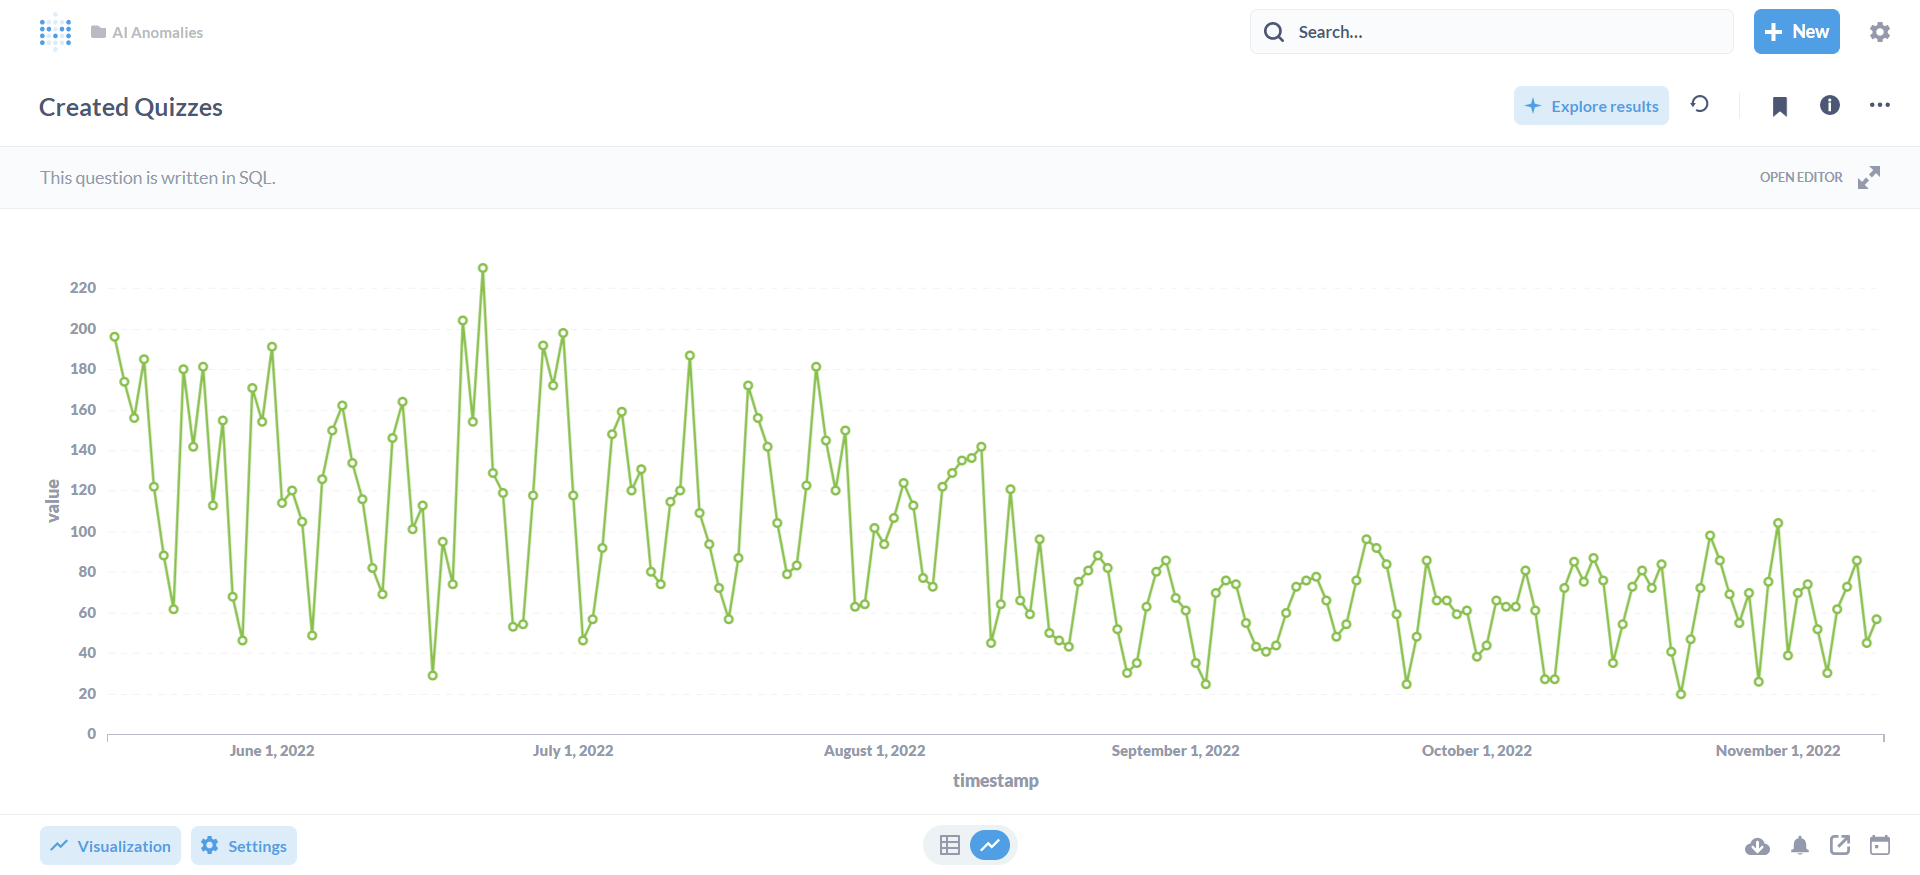 AI Anomalies
Search...
New
Created Quizzes
Explore results
This question is written in SQL.
OPEN EDITOR
220
200
180
160
140
120
100
80
60
40
20
0
value
June 1, 2022
July 1, 2022
August 1, 2022
September 1, 2022
October 1, 2022
November 1, 2022
timestamp
Visualization
Settings